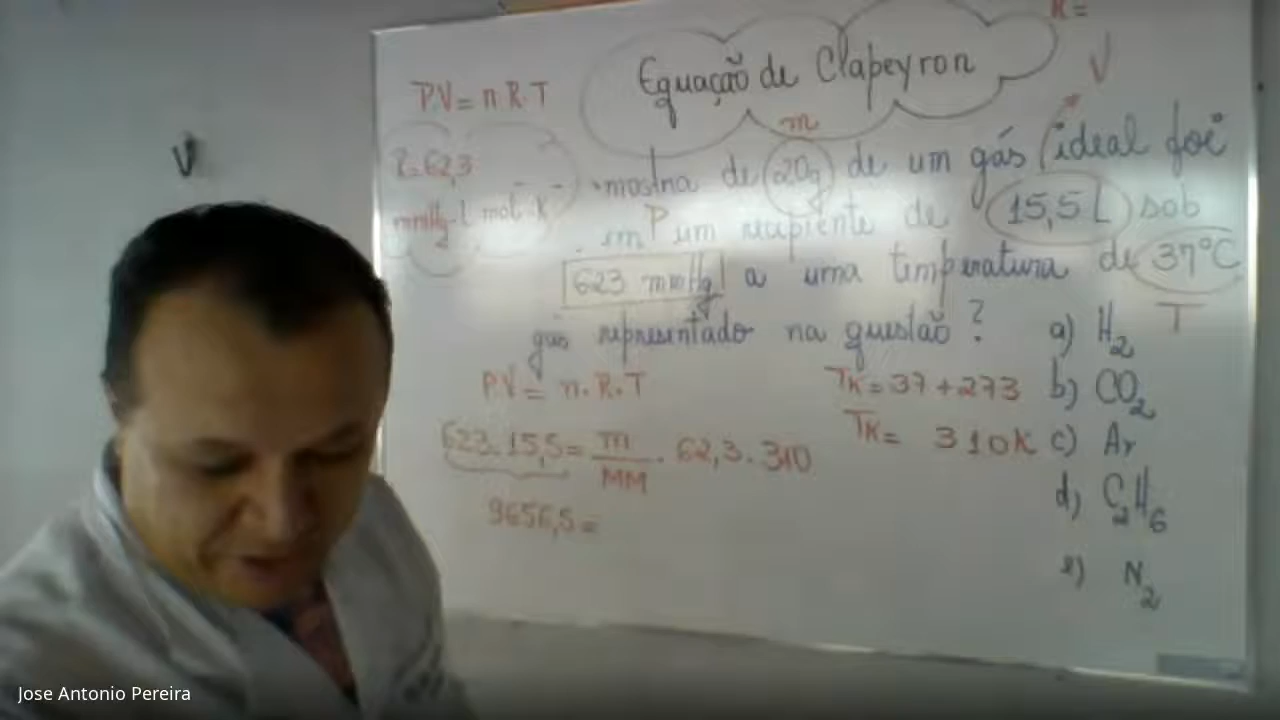 Equação de Clapeyron
R=
V
PV = n R.T
m
R=62,3
mmHg-L mol-K
mostra de 20g de um gás ideal foi
P
em um recipiente de 15,5 L sob
623 mmHg a uma temperatura de 37°C
T
gás representado na questão? a) H2
PV = n.R.T
TK= 37+273 b) CO2
623.15,5= m/MM . 62,3.310
TK= 310K c) Ar
d) C2H6
9656,5=
e) N2
V
Jose Antonio Pereira